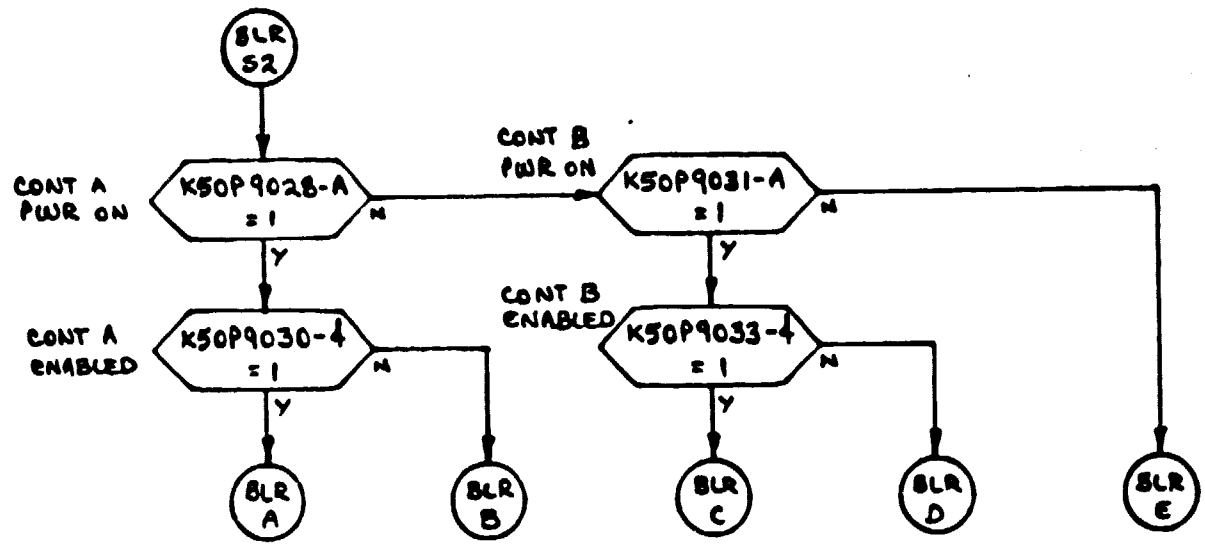 BLR
S2
CONT A
PWR ON
K50P9028-A
= 1
N
Y
CONT B
PWR ON
K50P9031-A
= 1
N
Y
CONT A
ENABLED
K50P9030-4
= 1
N
Y
CONT B
ENABLED
K50P9033-4
= 1
N
Y
BLR
A
BLR
B
BLR
C
BLR
D
BLR
E